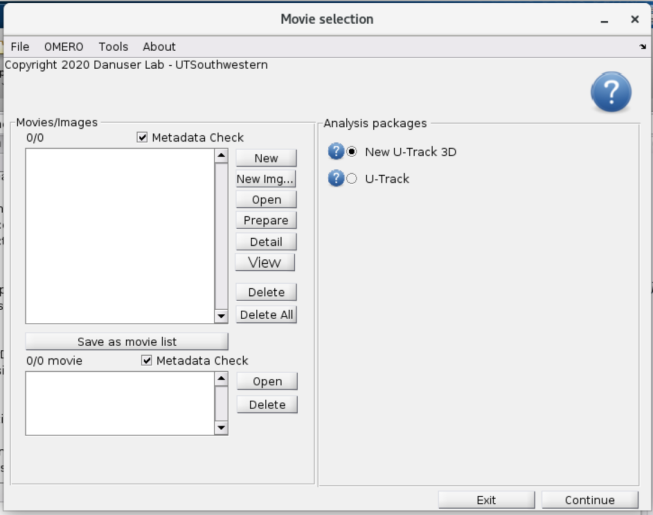 Movie selection
File OMERO Tools About
Copyright 2020 Danuser Lab - UTSouthwestern
?
Movies/Images
0/0
Metadata Check
New
New Img...
Open
Prepare
Detail
View
Delete
Delete All
Save as movie list
0/0 movie
Metadata Check
Open
Delete
Analysis packages
? New U-Track 3D
? U-Track
Exit
Continue